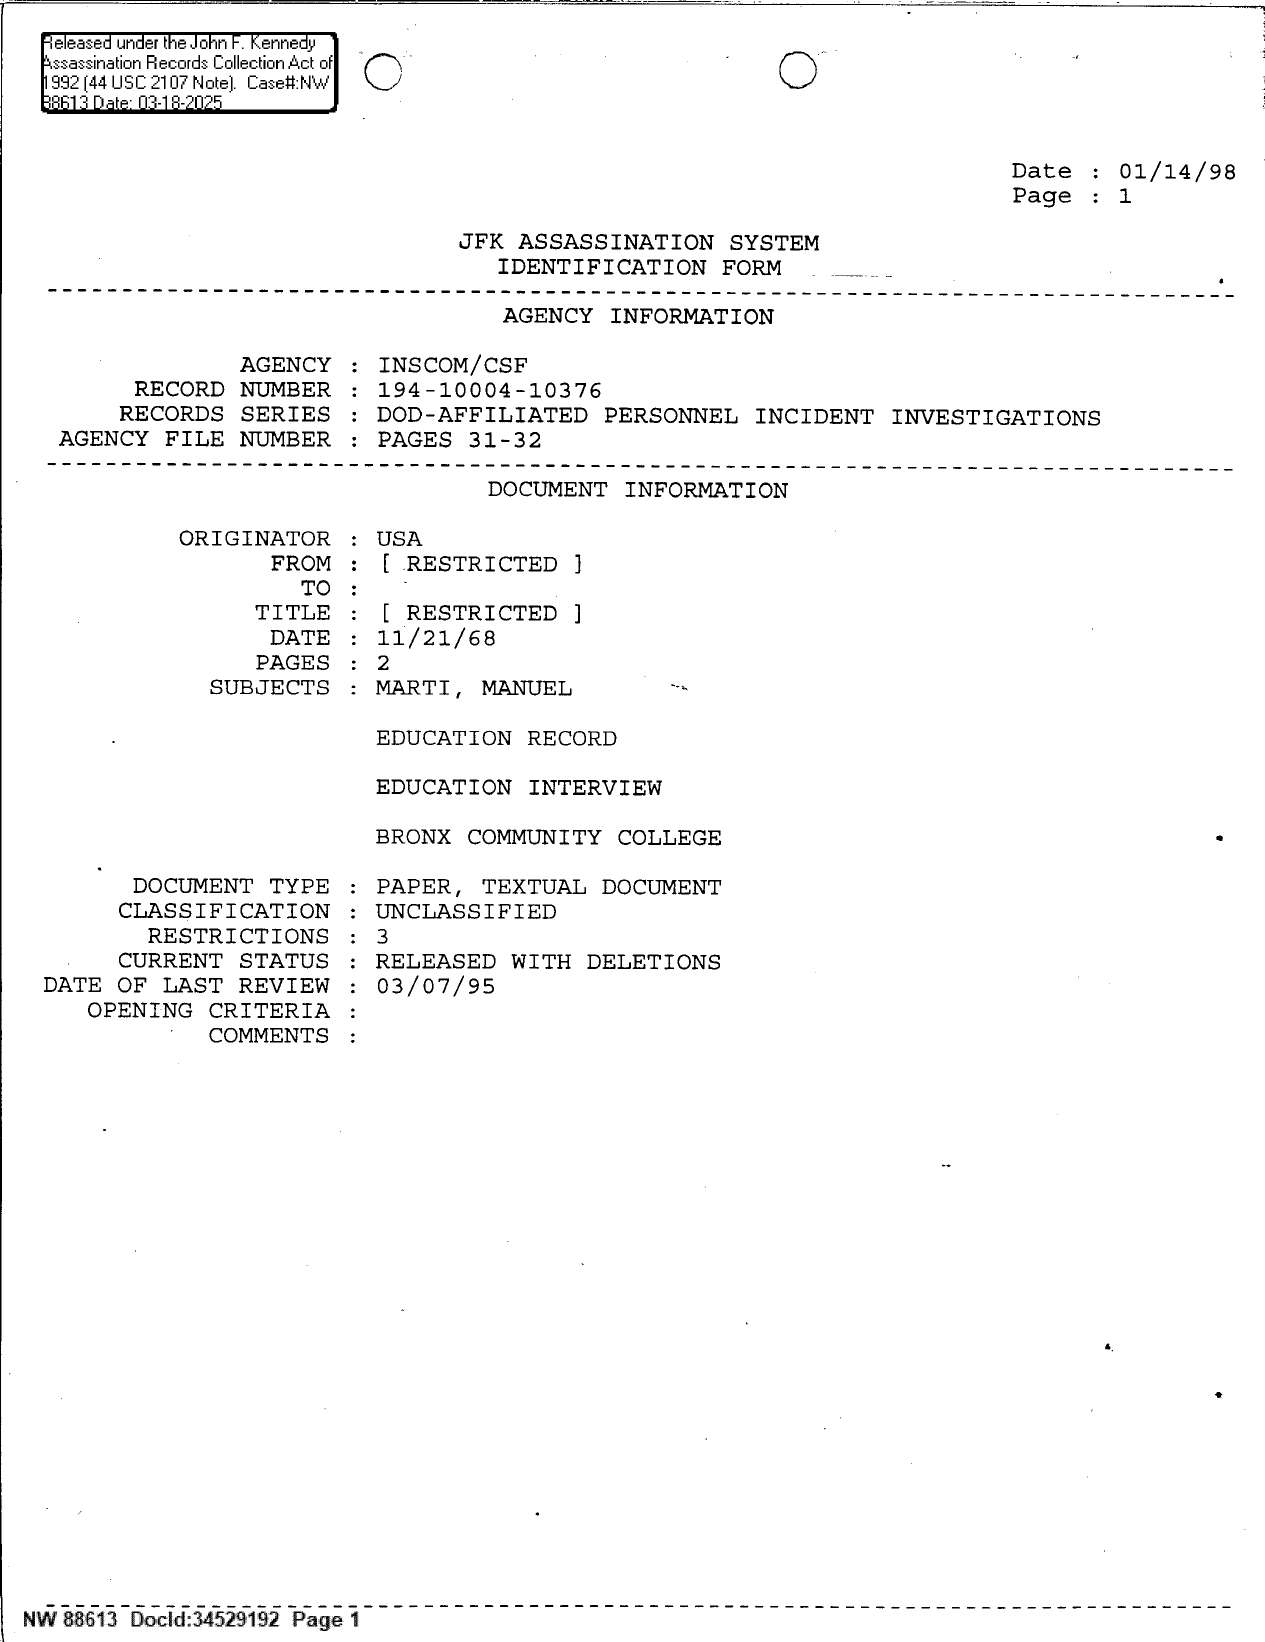 Released under the John F. Kennedy
Assassination Records Collection Act of
1992 (44 USC 2107 Note). Case#:NW
88613 Date: 03-18-2025
Date : 01/14/98
Page : 1
JFK ASSASSINATION SYSTEM
IDENTIFICATION FORM
AGENCY INFORMATION
AGENCY : INSCOM/CSF
RECORD NUMBER : 194-10004-10376
RECORDS SERIES : DOD-AFFILIATED PERSONNEL INCIDENT INVESTIGATIONS
AGENCY FILE NUMBER : PAGES 31-32
DOCUMENT INFORMATION
ORIGINATOR : USA
FROM : [ RESTRICTED ]
TO :
TITLE : [ RESTRICTED ]
DATE : 11/21/68
PAGES : 2
SUBJECTS : MARTI, MANUEL
EDUCATION RECORD
EDUCATION INTERVIEW
BRONX COMMUNITY COLLEGE
DOCUMENT TYPE : PAPER, TEXTUAL DOCUMENT
CLASSIFICATION : UNCLASSIFIED
RESTRICTIONS : 3
CURRENT STATUS : RELEASED WITH DELETIONS
DATE OF LAST REVIEW : 03/07/95
OPENING CRITERIA :
COMMENTS :
NW 88613 DocId:34529192 Page 1